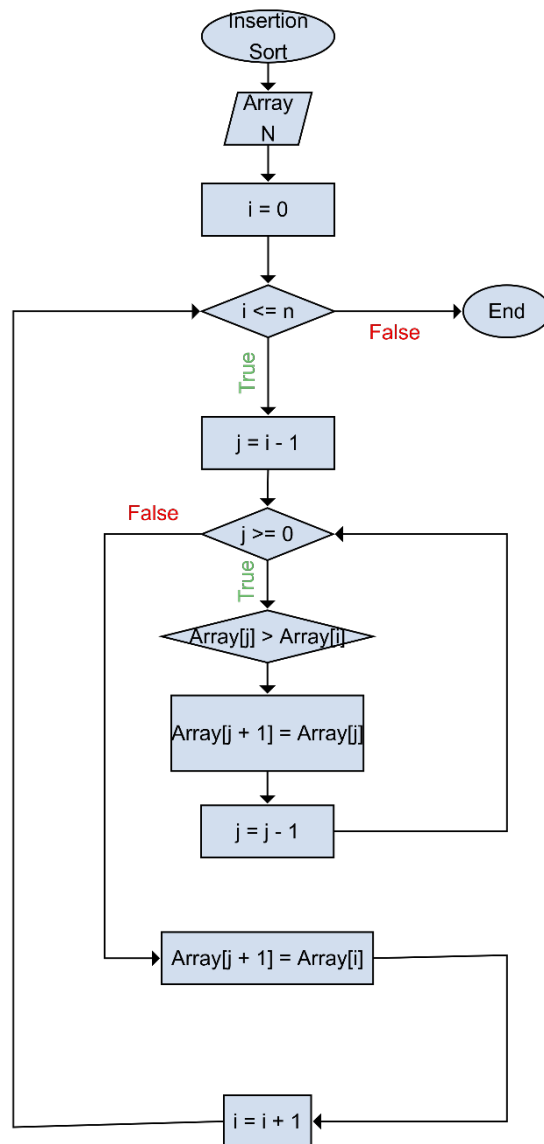 Insertion
Sort
Array
N
i = 0
i <= n
End
False
True
j = i - 1
False
j >= 0
True
Array[j] > Array[i]
Array[j + 1] = Array[j]
j = j - 1
Array[j + 1] = Array[i]
i = i + 1